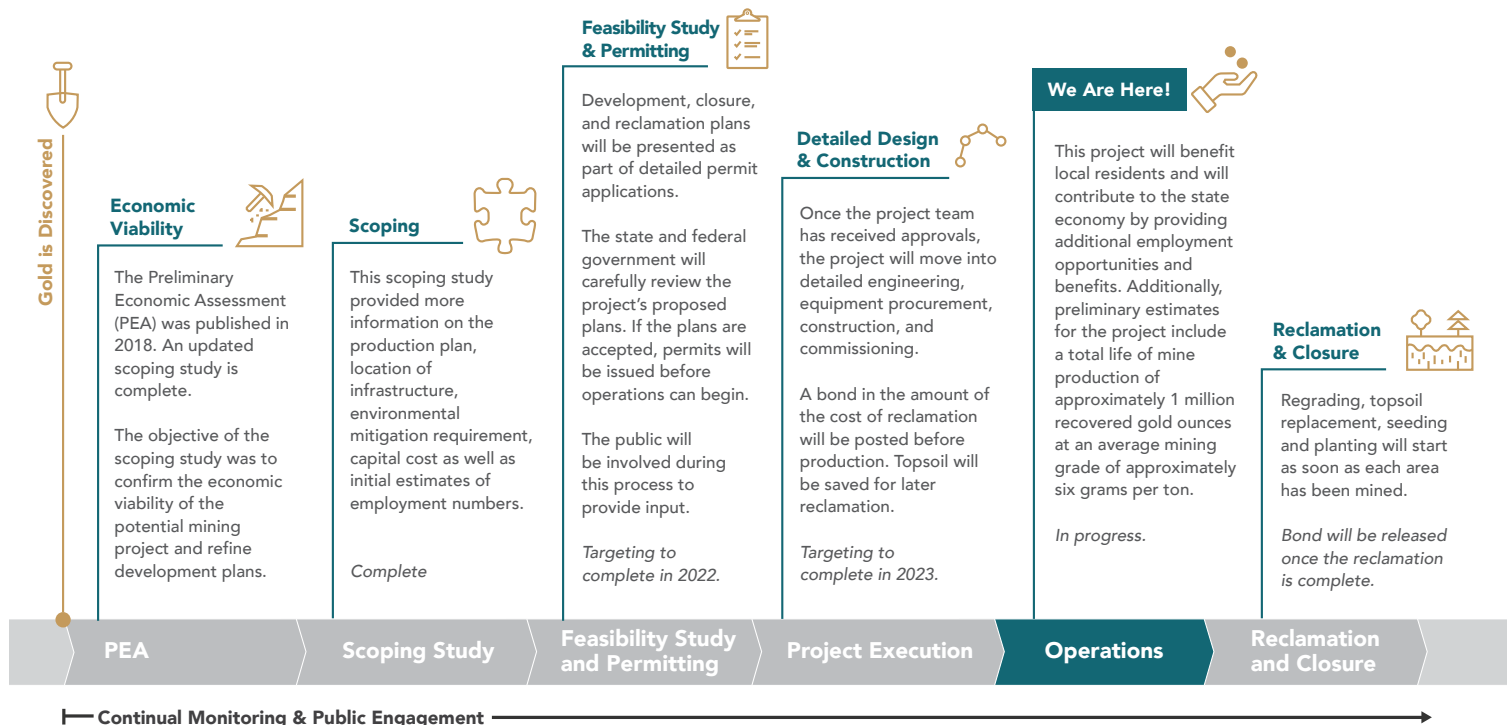 Gold is Discovered
Economic
Viability
The Preliminary
Economic Assessment
(PEA) was published in
2018. An updated
scoping study is
complete.
The objective of the
scoping study was to
confirm the economic
viability of the
potential mining
project and refine
development plans.
Scoping
This scoping study
provided more
information on the
production plan,
location of
infrastructure,
environmental
mitigation requirement,
capital cost as well as
initial estimates of
employment numbers.
Complete
Feasibility Study
& Permitting
Development, closure,
and reclamation plans
will be presented as
part of detailed permit
applications.
The state and federal
government will
carefully review the
project’s proposed
plans. If the plans are
accepted, permits will
be issued before
operations can begin.
The public will
be involved during
this process to
provide input.
Targeting to
complete in 2022.
Detailed Design
& Construction
Once the project team
has received approvals,
the project will move into
detailed engineering,
equipment procurement,
construction, and
commissioning.
A bond in the amount of
the cost of reclamation
will be posted before
production. Topsoil will
be saved for later
reclamation.
Targeting to
complete in 2023.
We Are Here!
This project will benefit
local residents and will
contribute to the state
economy by providing
additional employment
opportunities and
benefits. Additionally,
preliminary estimates
for the project include
a total life of mine
production of
approximately 1 million
recovered gold ounces
at an average mining
grade of approximately
six grams per ton.
In progress.
Reclamation
& Closure
Regrading, topsoil
replacement, seeding
and planting will start
as soon as each area
has been mined.
Bond will be released
once the reclamation
is complete.
PEA
Scoping Study
Feasibility Study
and Permitting
Project Execution
Operations
Reclamation
and Closure
Continual Monitoring & Public Engagement